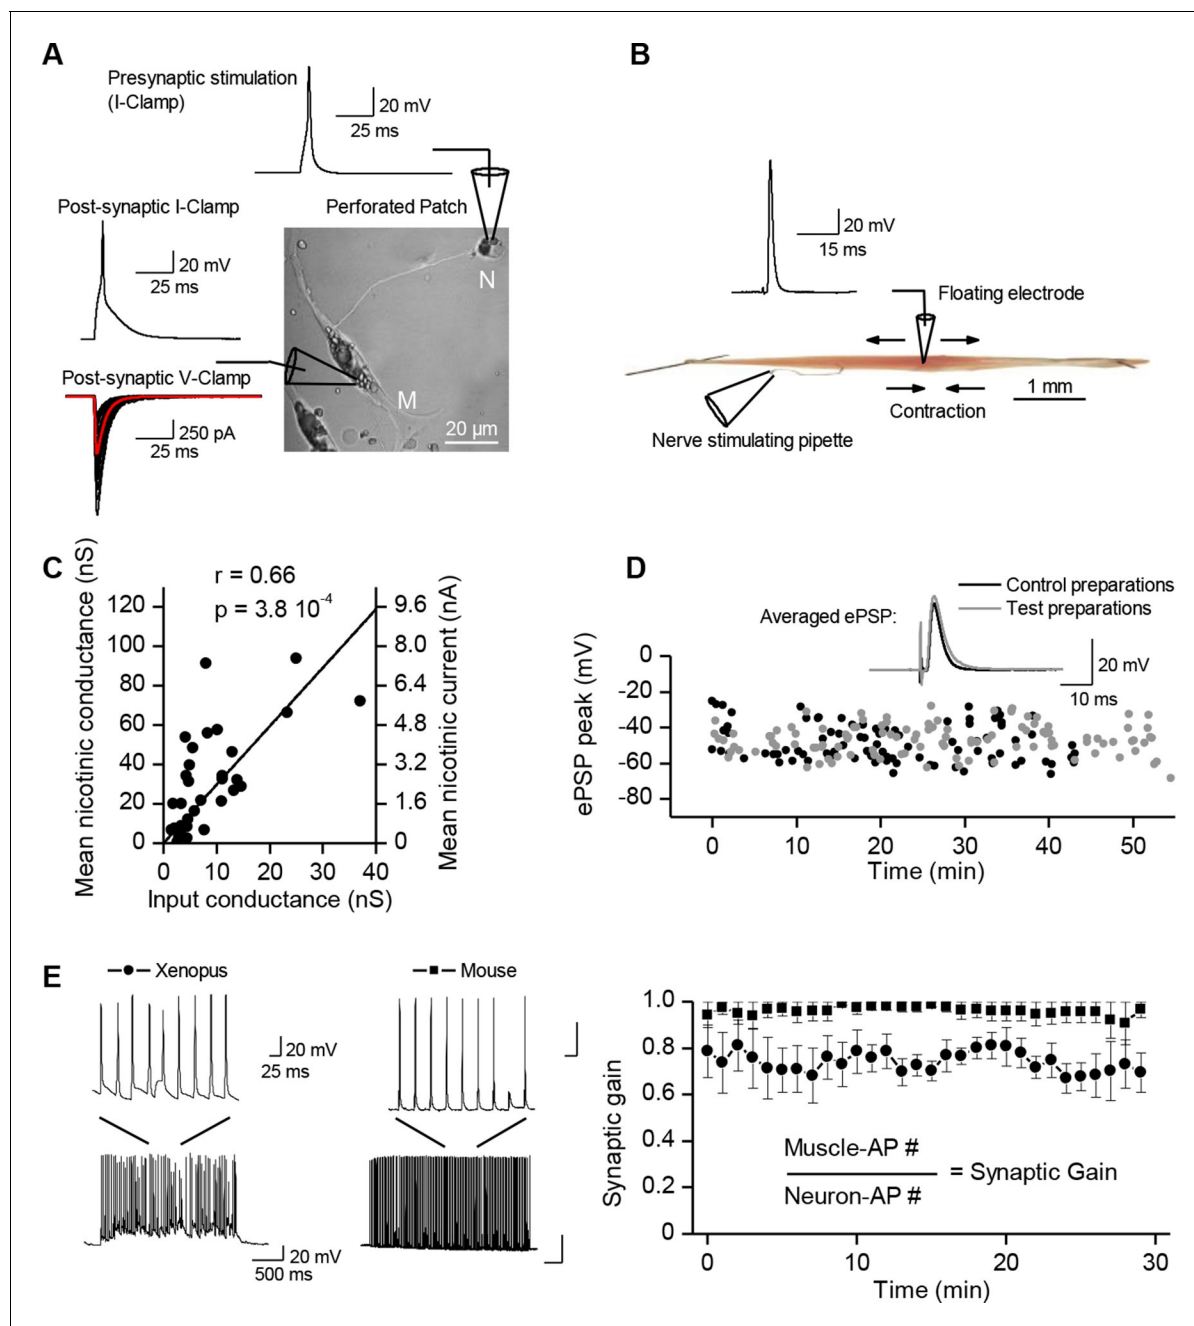 A
Presynaptic stimulation
(I-Clamp)
20 mV
25 ms
Post-synaptic I-Clamp
Perforated Patch
20 mV
25 ms
N
Post-synaptic V-Clamp
M
250 pA
25 ms
20 µm
B
20 mV
15 ms
Floating electrode
1 mm
Contraction
Nerve stimulating pipette
C
r = 0.66
p = 3.8 10-4
Mean nicotinic conductance (nS)
120
100
80
60
40
20
0
9.6
8.0
6.4
4.8
3.2
1.6
0
Mean nicotinic current (nA)
0 10 20 30 40
Input conductance (nS)
D
Control preparations
Test preparations
Averaged ePSP:
20 mV
10 ms
ePSP peak (mV)
0
-20
-40
-60
-80
0 10 20 30 40 50
Time (min)
E
Xenopus
Mouse
20 mV
25 ms
20 mV
500 ms
Synaptic gain
1.0
0.8
0.6
0.4
0.2
0
Muscle-AP #
Neuron-AP #
= Synaptic Gain
0 10 20 30
Time (min)